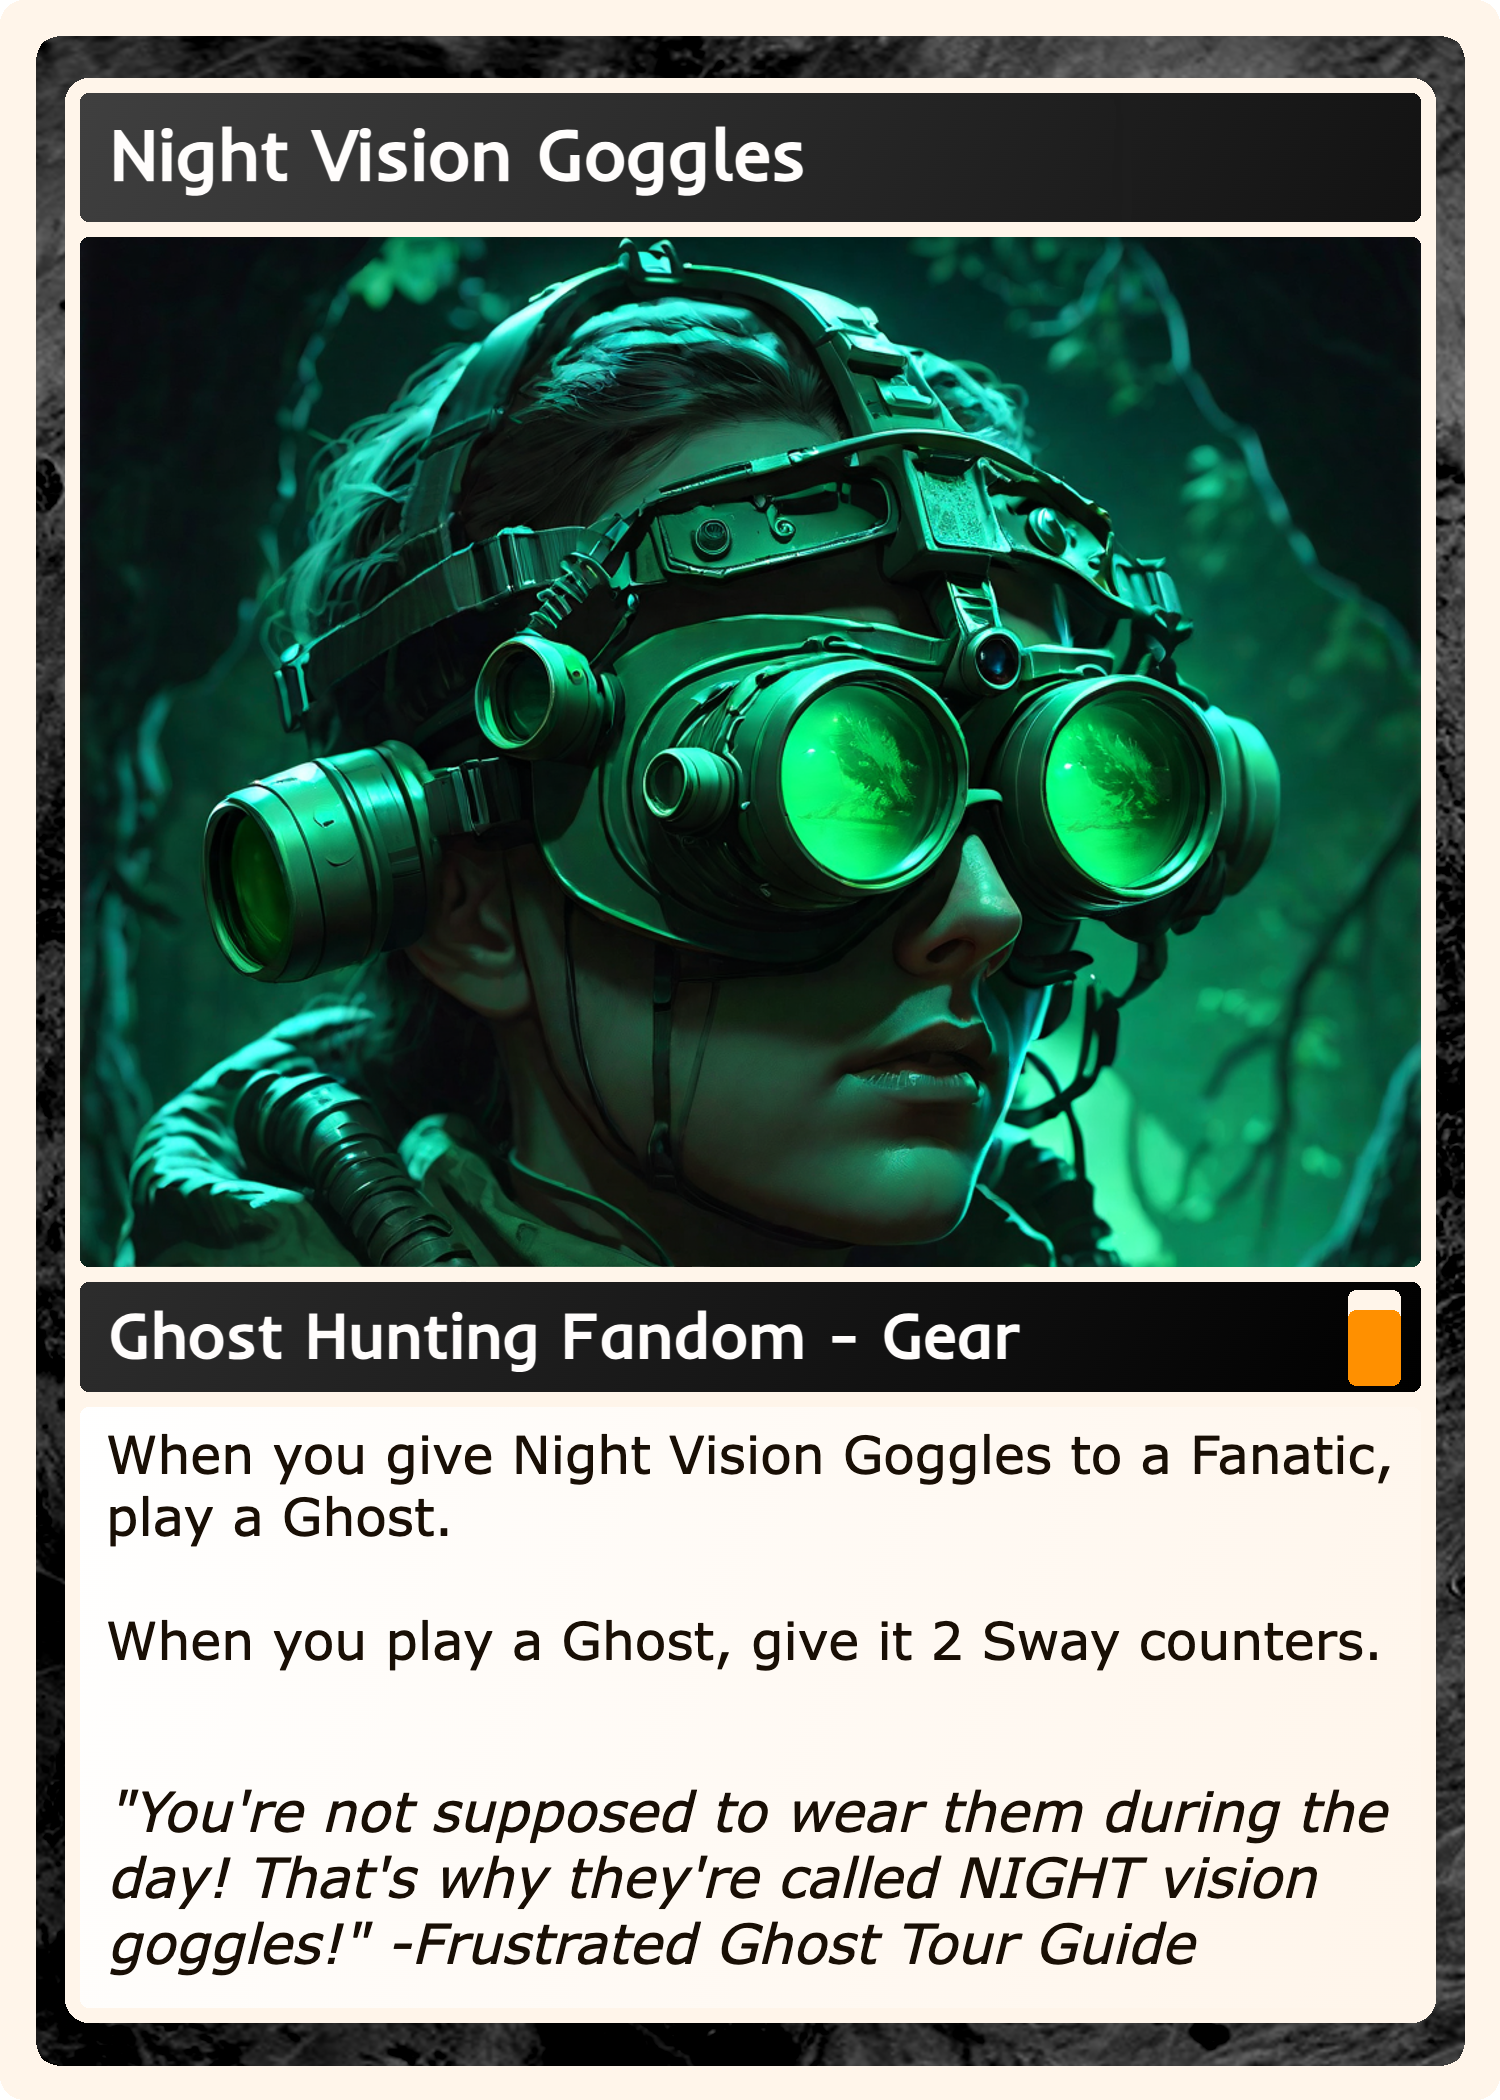 Night Vision Goggles
Ghost Hunting Fandom - Gear
When you give Night Vision Goggles to a Fanatic,
play a Ghost.
When you play a Ghost, give it 2 Sway counters.
"You're not supposed to wear them during the
day! That's why they're called NIGHT vision
goggles!" -Frustrated Ghost Tour Guide